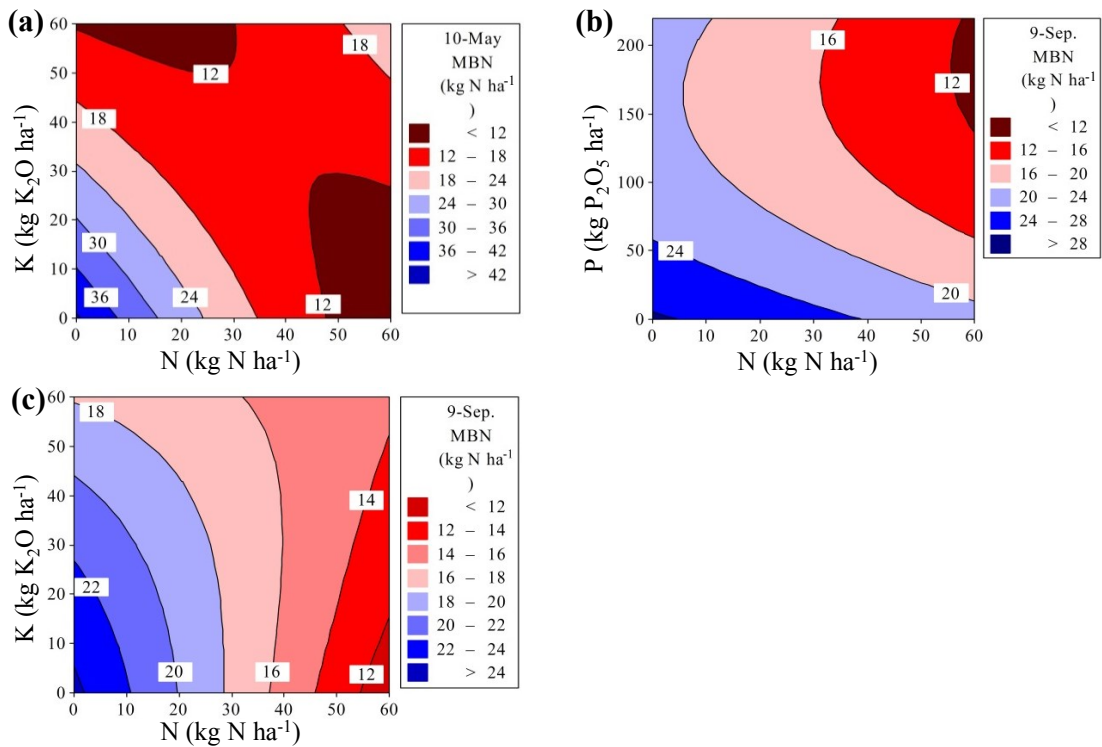 (a)
60
50
40
30
20
10
0
K (kg K₂O ha⁻¹)
18
12
18
30
36
24
12
0 10 20 30 40 50 60
N (kg N ha⁻¹)
10-May
MBN
(kg N ha⁻¹
)
< 12
12 – 18
18 – 24
24 – 30
30 – 36
36 – 42
> 42
(b)
200
150
100
50
0
P (kg P₂O₅ ha⁻¹)
16
12
24
20
0 10 20 30 40 50 60
N (kg N ha⁻¹)
9-Sep.
MBN
(kg N ha⁻¹
)
< 12
12 – 16
16 – 20
20 – 24
24 – 28
> 28
(c)
60
50
40
30
20
10
0
K (kg K₂O ha⁻¹)
18
14
22
20
16
12
0 10 20 30 40 50 60
N (kg N ha⁻¹)
9-Sep.
MBN
(kg N ha⁻¹
)
< 12
12 – 14
14 – 16
16 – 18
18 – 20
20 – 22
22 – 24
> 24